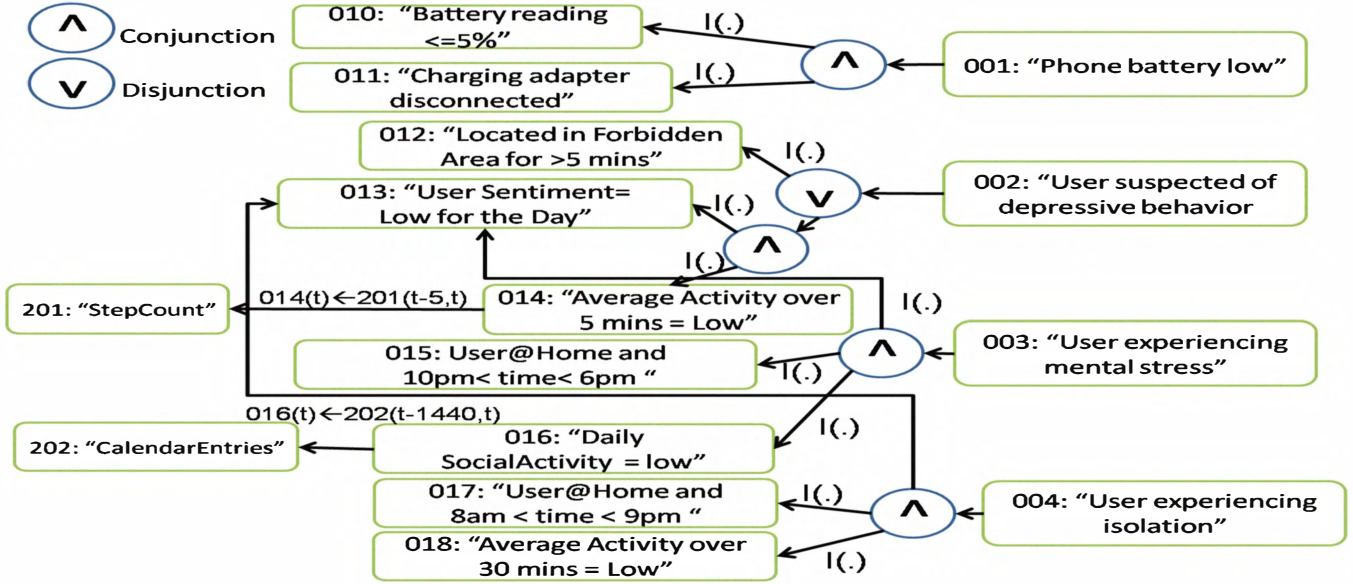 ∧ Conjunction
∨ Disjunction
010: “Battery reading
<=5%”
I(.)
∧
001: “Phone battery low”
011: “Charging adapter
disconnected”
I(.)
012: “Located in Forbidden
Area for >5 mins”
I(.)
∨
002: “User suspected of
depressive behavior
013: “User Sentiment=
Low for the Day”
I(.)
∧
I(.)
201: “StepCount”
014(t)←201(t-5,t)
014: “Average Activity over
5 mins = Low”
I(.)
∧
003: “User experiencing
mental stress”
015: User@Home and
10pm< time< 6pm “
I(.)
016(t)←202(t-1440,t)
202: “CalendarEntries”
016: “Daily
SocialActivity = low”
I(.)
017: “User@Home and
8am < time < 9pm “
I(.)
∧
004: “User experiencing
isolation”
018: “Average Activity over
30 mins = Low”
I(.)